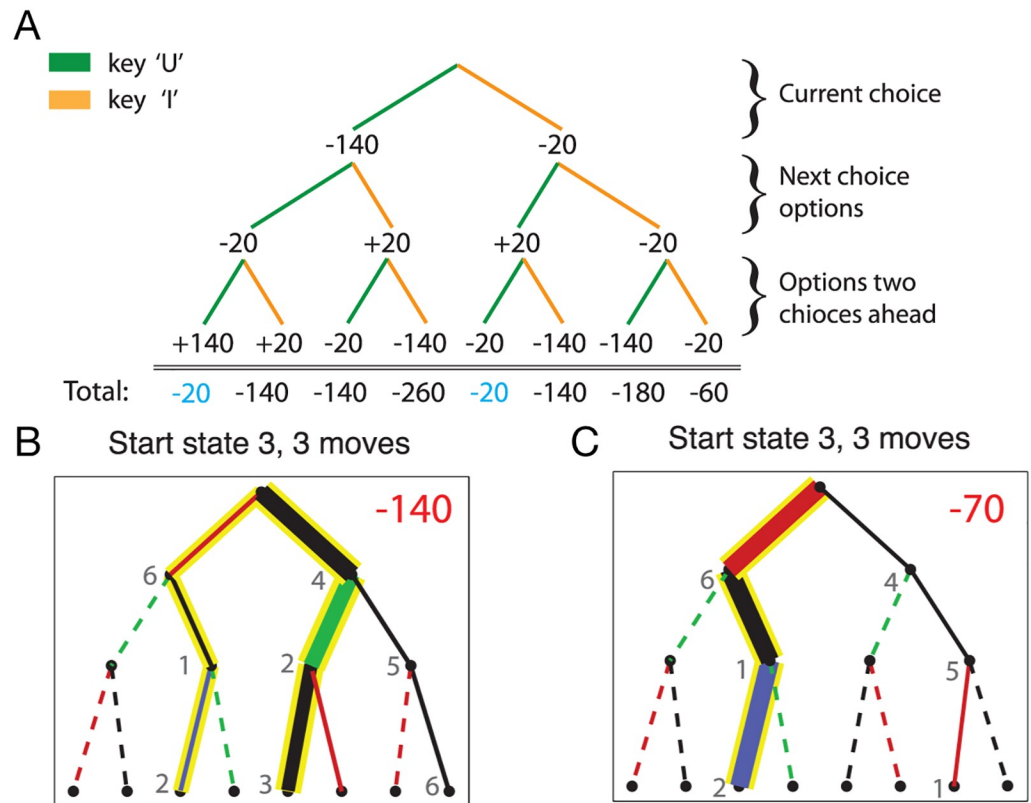 A
key 'U'
key 'I'
Current choice
-140 -20
Next choice
options
-20 +20 +20 -20
Options two
chioces ahead
+140 +20 -20 -140 -20 -140 -140 -20
Total: -20 -140 -140 -260 -20 -140 -180 -60
B
Start state 3, 3 moves
-140
6 4
1 2 5
2 3 6
C
Start state 3, 3 moves
-70
6 4
1 5
2 1